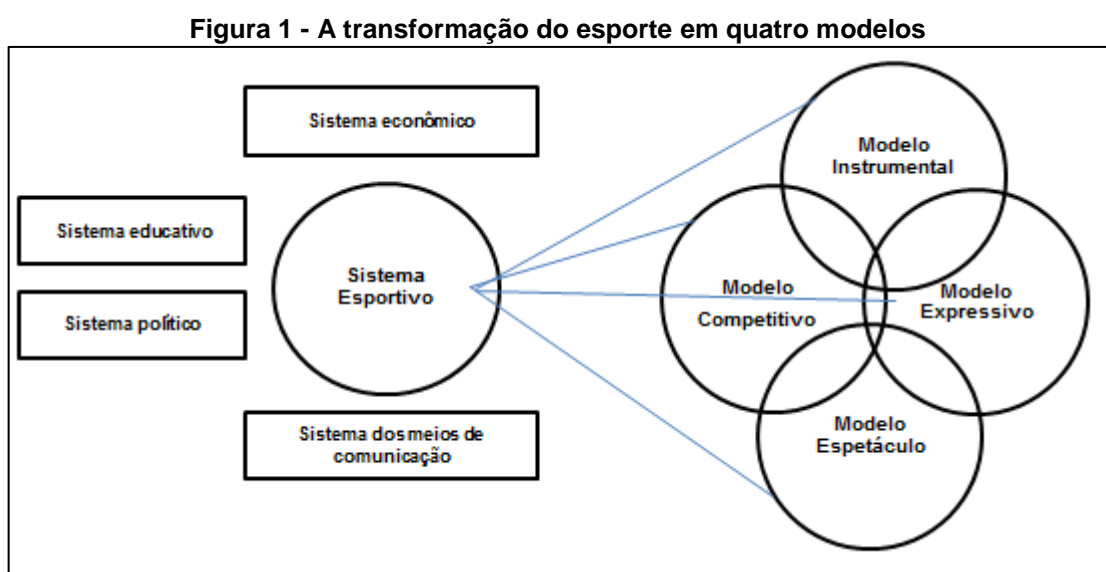 Figura 1 - A transformação do esporte em quatro modelos
Sistema econômico
Sistema educativo
Sistema político
Sistema
Esportivo
Sistema dos meios de
comunicação
Modelo
Instrumental
Modelo
Competitivo
Modelo
Expressivo
Modelo
Espetáculo